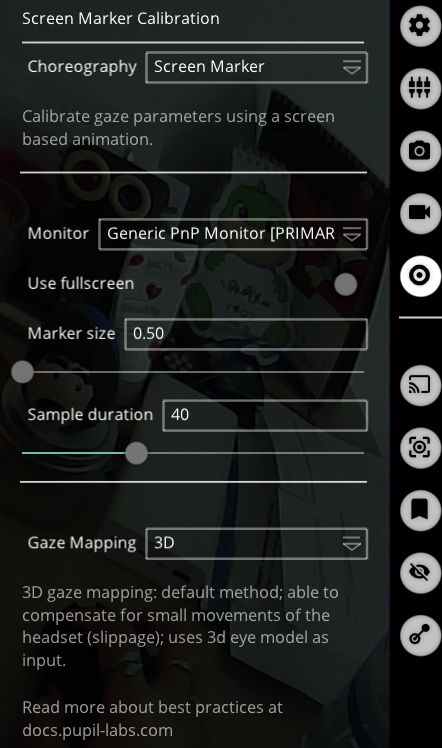 Screen Marker Calibration
Choreography Screen Marker
Calibrate gaze parameters using a screen
based animation.
Monitor Generic PnP Monitor [PRIMAR
Use fullscreen
Marker size 0.50
Sample duration 40
Gaze Mapping 3D
3D gaze mapping: default method; able to
compensate for small movements of the
headset (slippage); uses 3d eye model as
input.
Read more about best practices at
docs.pupil-labs.com